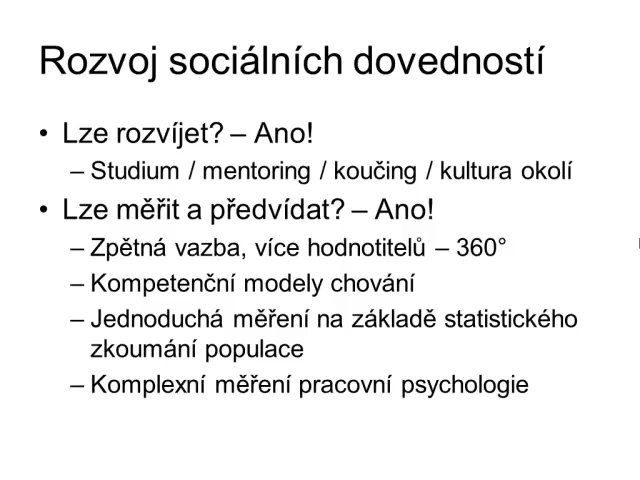 Rozvoj sociálních dovedností
• Lze rozvíjet? – Ano!
– Studium / mentoring / koučing / kultura okolí
• Lze měřit a předvídat? – Ano!
– Zpětná vazba, více hodnotitelů – 360°
– Kompetenční modely chování
– Jednoduchá měření na základě statistického
zkoumání populace
– Komplexní měření pracovní psychologie